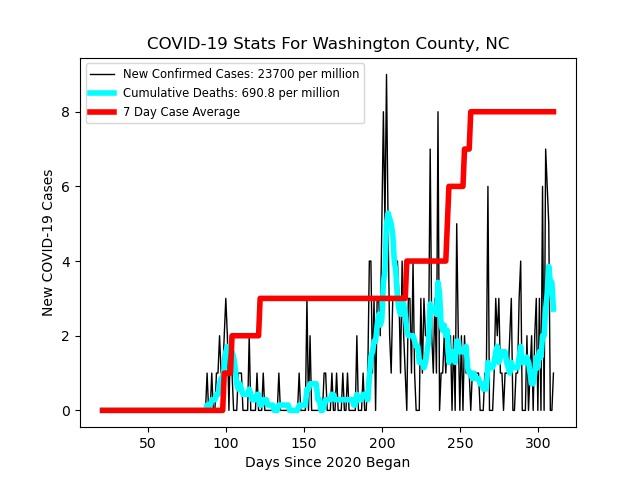 COVID-19 Stats For Washington County, NC
New Confirmed Cases: 23700 per million
Cumulative Deaths: 690.8 per million
7 Day Case Average
New COVID-19 Cases
8
6
4
2
0
50 100 150 200 250 300
Days Since 2020 Began